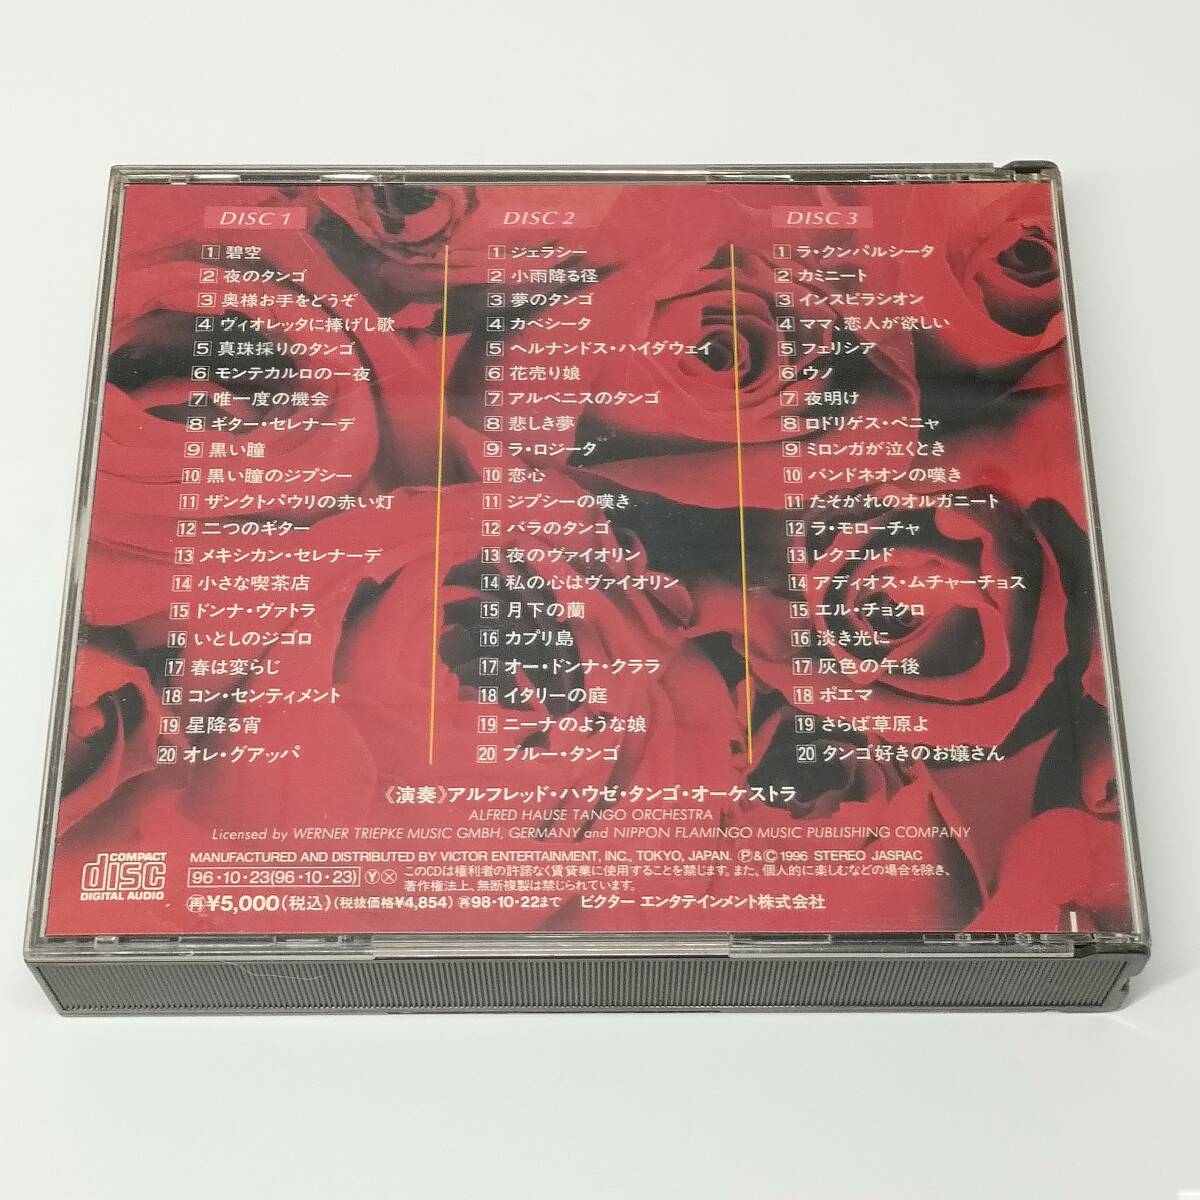 DISC 1
1 碧空
2 夜のタンゴ
3 奥様お手をどうぞ
4 ヴィオレッタに捧げし歌
5 真珠採りのタンゴ
6 モンテカルロの一夜
7 唯一度の機会
8 ギター・セレナーデ
9 黒い瞳
10 黒い瞳のジプシー
11 ザンクトパウリの赤い灯
12 二つのギター
13 メキシカン・セレナーデ
14 小さな喫茶店
15 ドンナ・ヴァトラ
16 いとしのジゴロ
17 春は変らじ
18 コン・センティメント
19 星降る宵
20 オレ・グアッパ
DISC 2
1 ジェラシー
2 小雨降る径
3 夢のタンゴ
4 カベシータ
5 ヘルナンドス・ハイダウェイ
6 花売り娘
7 アルベニスのタンゴ
8 悲しき夢
9 ラ・ロジータ
10 恋心
11 ジプシーの嘆き
12 バラのタンゴ
13 夜のヴァイオリン
14 私の心はヴァイオリン
15 月下の蘭
16 カプリ島
17 オー・ドンナ・クララ
18 イタリーの庭
19 ニーナのような娘
20 ブルー・タンゴ
DISC 3
1 ラ・クンパルシータ
2 カミニート
3 インスピラシオン
4 ママ、恋人が欲しい
5 フェリシア
6 ウノ
7 夜明け
8 ロドリゲス・ペニャ
9 ミロンガが泣くとき
10 バンドネオンの嘆き
11 たそがれのオルガニート
12 ラ・モローチャ
13 レクエルド
14 アディオス・ムチャーチョス
15 エル・チョクロ
16 淡き光に
17 灰色の午後
18 ポエマ
19 さらば草原よ
20 タンゴ好きのお嬢さん
《演奏》アルフレッド・ハウゼ・タンゴ・オーケストラ
ALFRED HAUSE TANGO ORCHESTRA
Licensed by WERNER TRIEPKE MUSIC GMBH, GERMANY and NIPPON FLAMINGO MUSIC PUBLISHING COMPANY
COMPACT
disc
DIGITAL AUDIO
MANUFACTURED AND DISTRIBUTED BY VICTOR ENTERTAINMENT, INC., TOKYO, JAPAN. Ⓟ&Ⓒ 1996 STEREO JASRAC
96・10・23(96・10・23) Ⓨ⊗ このCDは権利者の許諾なく賃貸業に使用することを禁じます。また、個人的に楽しむなどの場合を除き、
著作権法上、無断複製は禁じられています。
再¥5,000(税込)(税抜価格¥4,854) 再98・10・22まで ビクター エンタテインメント株式会社